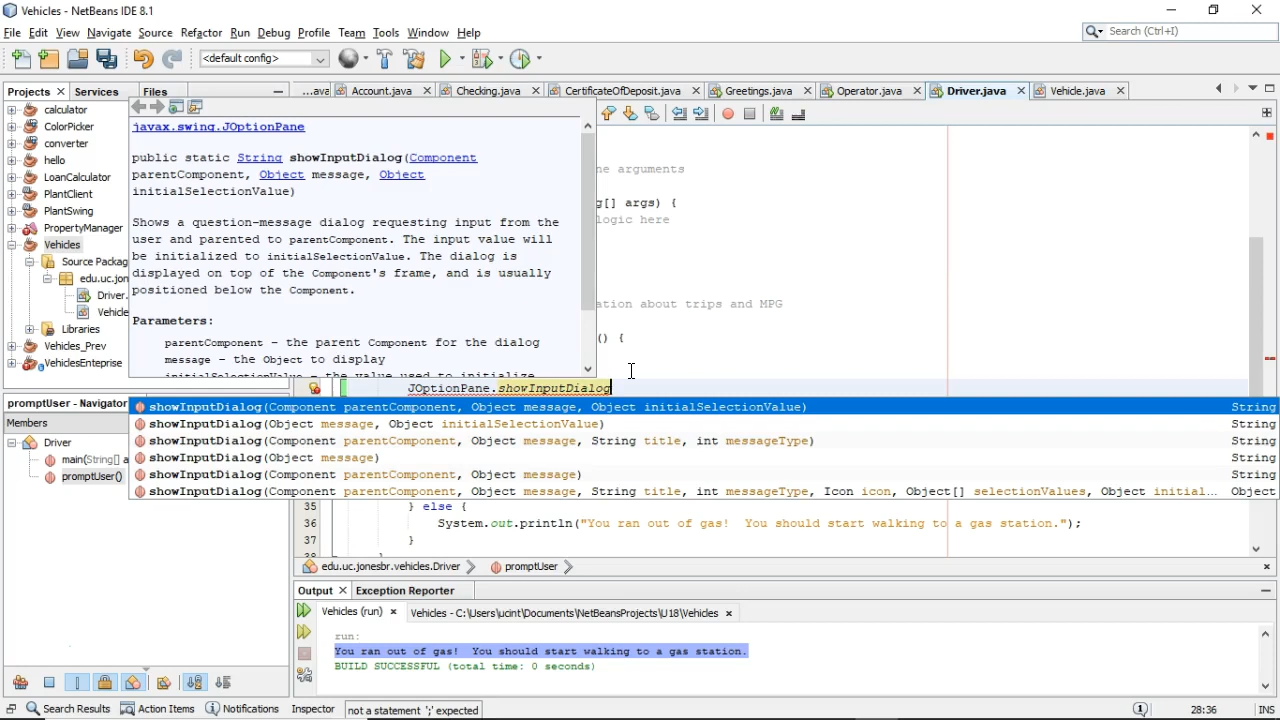 Vehicles - NetBeans IDE 8.1
File Edit View Navigate Source Refactor Run Debug Profile Team Tools Window Help
Search (Ctrl+I)
<default config>
Projects Services Files
...ava Account.java Checking.java CertificateOfDeposit.java Greetings.java Operator.java Driver.java Vehicle.java
calculator
ColorPicker
converter
hello
LoanCalculator
PlantClient
PlantSwing
PropertyManager
Vehicles
Source Packag
edu.uc.jon
Driver.
Vehicle
Libraries
Vehicles_Prev
VehiclesEnterprise
javax.swing.JOptionPane
public static String showInputDialog(Component
parentComponent, Object message, Object
initialSelectionValue)
Shows a question-message dialog requesting input from the
user and parented to parentComponent. The input value will
be initialized to initialSelectionValue. The dialog is
displayed on top of the Component's frame, and is usually
positioned below the Component.
Parameters:
parentComponent - the parent Component for the dialog
message - the Object to display
initialSelectionValue - the value used to initialize
ne arguments
g[] args) {
logic here
ation about trips and MPG
() {
JOptionPane.showInputDialog
showInputDialog(Component parentComponent, Object message, Object initialSelectionValue) String
showInputDialog(Object message, Object initialSelectionValue) String
showInputDialog(Component parentComponent, Object message, String title, int messageType) String
showInputDialog(Object message) String
showInputDialog(Component parentComponent, Object message) String
showInputDialog(Component parentComponent, Object message, String title, int messageType, Icon icon, Object[] selectionValues, Object initial... Object
promptUser - Navigator
Members
Driver
main(String[] a
promptUser()
35 } else {
36 System.out.println("You ran out of gas!  You should start walking to a gas station.");
37 }
38 }
edu.uc.jonesbr.vehicles.Driver promptUser
Output Exception Reporter
Vehicles (run) Vehicles - C:\Users\ucint\Documents\NetBeansProjects\U18\Vehicles
run:
You ran out of gas!  You should start walking to a gas station.
BUILD SUCCESSFUL (total time: 0 seconds)
Search Results Action Items Notifications Inspector not a statement ';' expected 28:36 INS